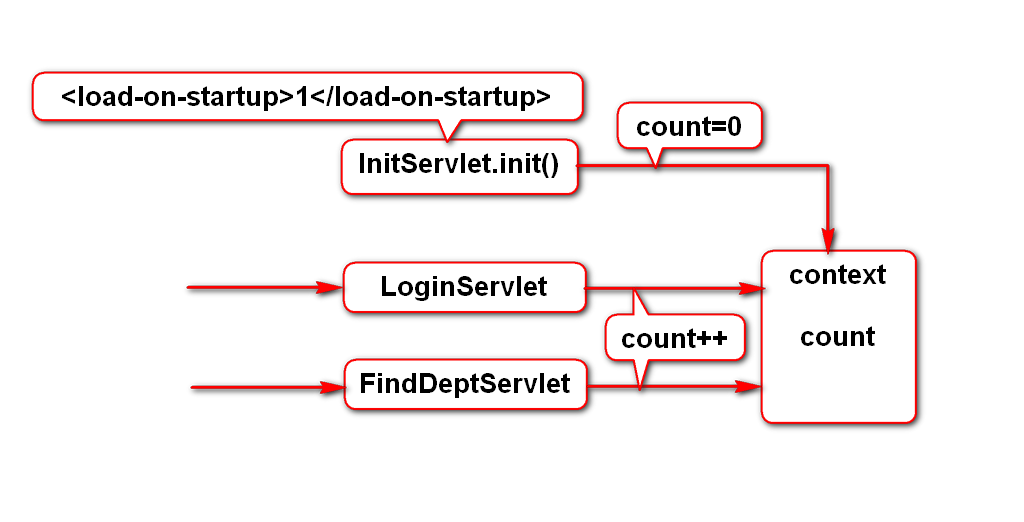 <load-on-startup>1</load-on-startup>
count=0
InitServlet.init()
LoginServlet
context
count++
count
FindDeptServlet